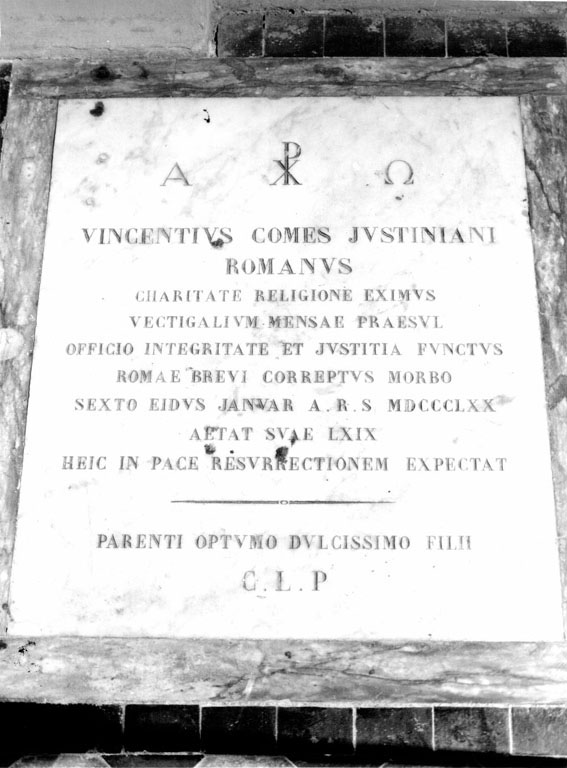 Α ☧ Ω
VINCENTIVS COMES JVSTINIANI
ROMANVS
CHARITATE RELIGIONE EXIMVS
VECTIGALIVM MENSAE PRAESVL
OFFICIO INTEGRITATE ET JVSTITIA FVNCTVS
ROMAE BREVI CORREPTVS MORBO
SEXTO EIDVS JANVAR A.R.S MDCCCLXX
AETAT SVAE LXIX
HEIC IN PACE RESVRRECTIONEM EXPECTAT
PARENTI OPTVMO DVLCISSIMO FILII
C.L.P